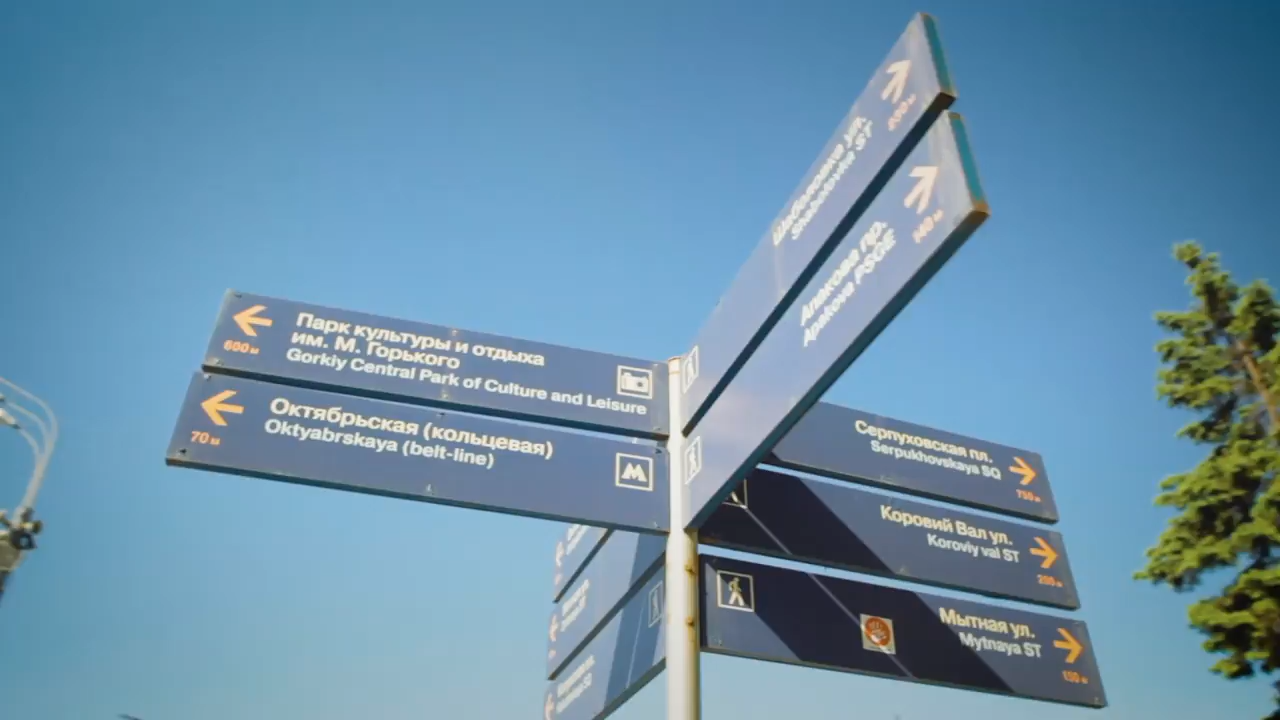 Шаболовка ул.
Shabolovka ST
Апакова пр.
Apakova PSGE
140 м
Парк культуры и отдыха
им. М. Горького
Gorkiy Central Park of Culture and Leisure
600 м
Октябрьская (кольцевая)
Oktyabrskaya (belt-line)
70 м
M
Серпуховская пл.
Serpukhovskaya SQ
750 м
Коровий Вал ул.
Koroviy val ST
200 м
Мытная ул.
Mytnaya ST